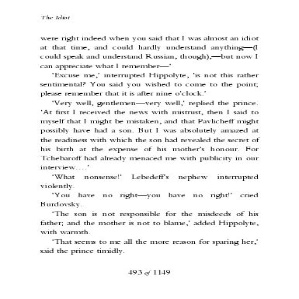 The Idiot
were right indeed when you said that I was almost an idiot
at that time, and could hardly understand anything—(I
could speak and understand Russian, though),—but now I
can appreciate what I remember—'
'Excuse me,' interrupted Hippolyte, 'is not this rather
sentimental? You said you wished to come to the point;
please remember that it is after nine o'clock.'
'Very well, gentlemen—very well,' replied the prince.
'At first I received the news with mistrust, then I said to
myself that I might be mistaken, and that Pavlicheff might
possibly have had a son. But I was absolutely amazed at
the readiness with which the son had revealed the secret of
his birth at the expense of his mother's honour. For
Tchebaroff had already menaced me with publicity in our
interview....'
'What nonsense!' Lebedeff's nephew interrupted
violently.
'You have no right—you have no right!' cried
Burdovsky.
'The son is not responsible for the misdeeds of his
father; and the mother is not to blame,' added Hippolyte,
with warmth.
'That seems to me all the more reason for sparing her,'
said the prince timidly.
493 of 1149